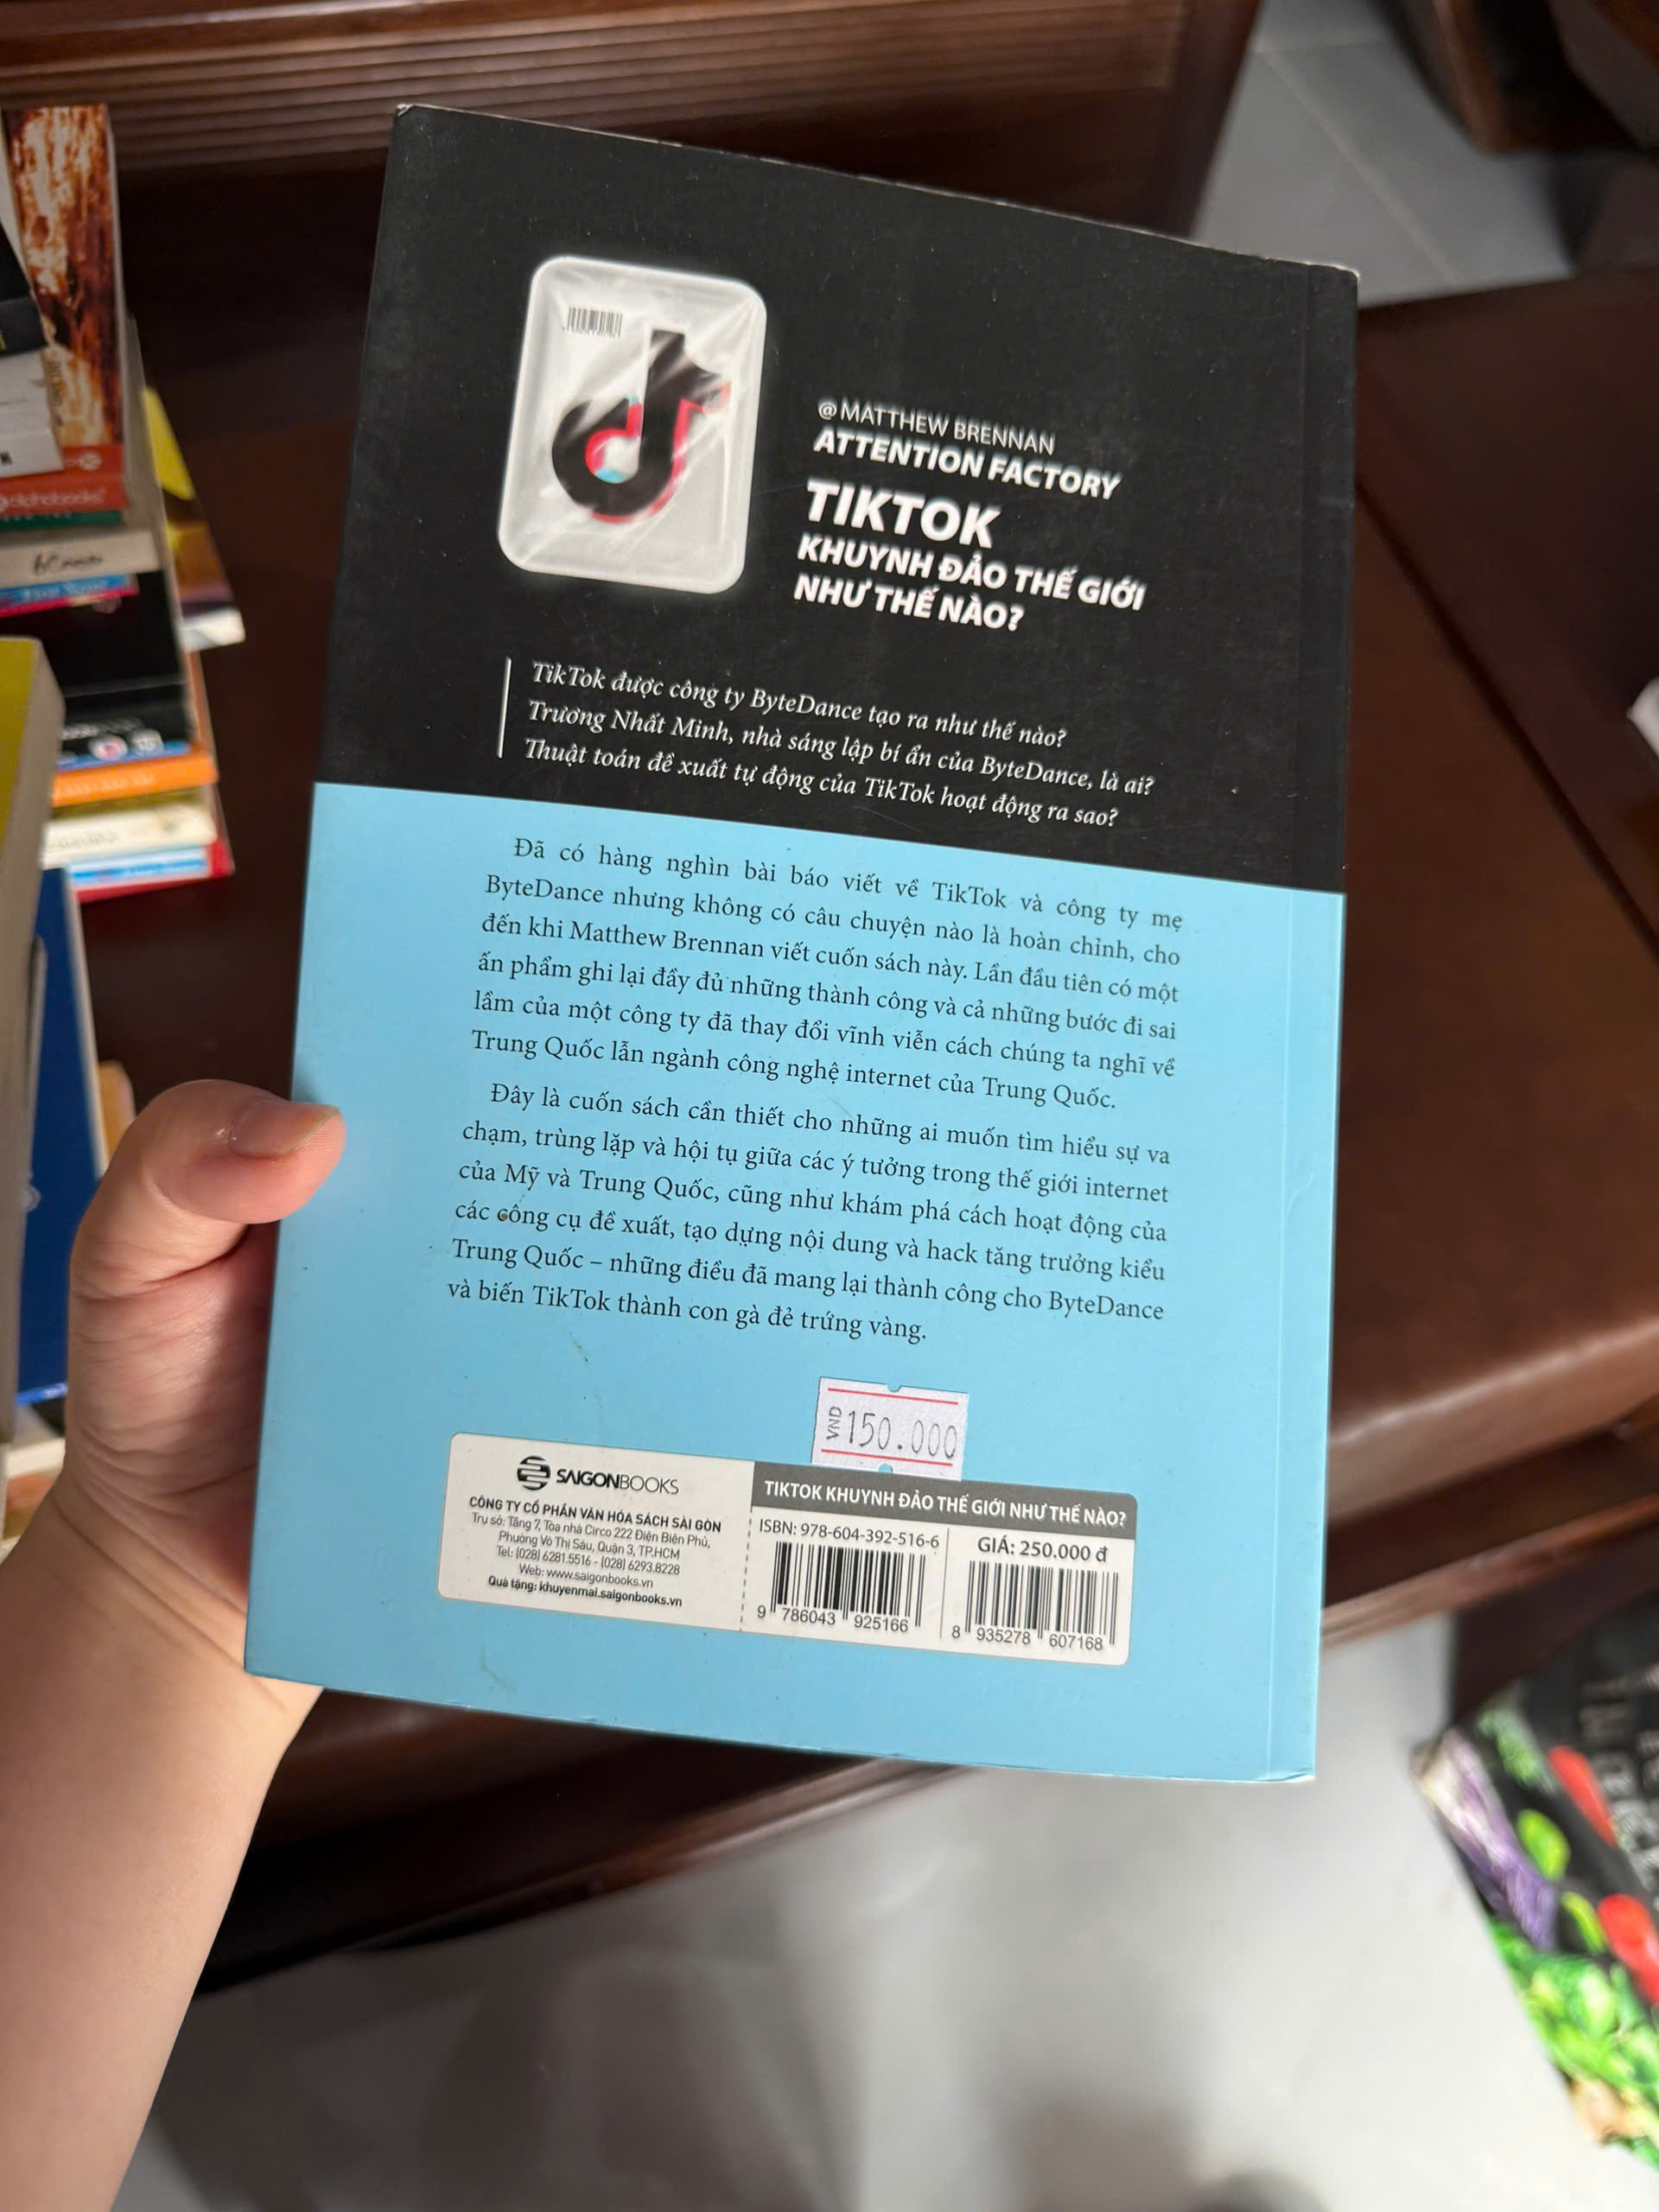 @ MATTHEW BRENNAN
ATTENTION FACTORY
TIKTOK
KHUYNH ĐẢO THẾ GIỚI
NHƯ THẾ NÀO?
TikTok được công ty ByteDance tạo ra như thế nào?
Trương Nhất Minh, nhà sáng lập bí ẩn của ByteDance, là ai?
Thuật toán đề xuất tự động của TikTok hoạt động ra sao?
Đã có hàng nghìn bài báo viết về TikTok và công ty mẹ
ByteDance nhưng không có câu chuyện nào là hoàn chỉnh, cho
đến khi Matthew Brennan viết cuốn sách này. Lần đầu tiên có một
ấn phẩm ghi lại đầy đủ những thành công và cả những bước đi sai
lầm của một công ty đã thay đổi vĩnh viễn cách chúng ta nghĩ về
Trung Quốc lẫn ngành công nghệ internet của Trung Quốc.
Đây là cuốn sách cần thiết cho những ai muốn tìm hiểu sự va
chạm, trùng lặp và hội tụ giữa các ý tưởng trong thế giới internet
của Mỹ và Trung Quốc, cũng như khám phá cách hoạt động của
các công cụ đề xuất, tạo dựng nội dung và hack tăng trưởng kiểu
Trung Quốc – những điều đã mang lại thành công cho ByteDance
và biến TikTok thành con gà đẻ trứng vàng.
VND 150.000
SAIGONBOOKS
CÔNG TY CỔ PHẦN VĂN HÓA SÁCH SÀI GÒN
Trụ sở: Tầng 7, Tòa nhà Circo 222 Điện Biên Phủ,
Phường Võ Thị Sáu, Quận 3, TP.HCM
Tel: (028) 6281.5516 - (028) 6293.8228
Web: www.saigonbooks.vn
Quà tặng: khuyenmai.saigonbooks.vn
TIKTOK KHUYNH ĐẢO THẾ GIỚI NHƯ THẾ NÀO?
ISBN: 978-604-392-516-6
9 786043 925166
GIÁ: 250.000 đ
8 935278 607168